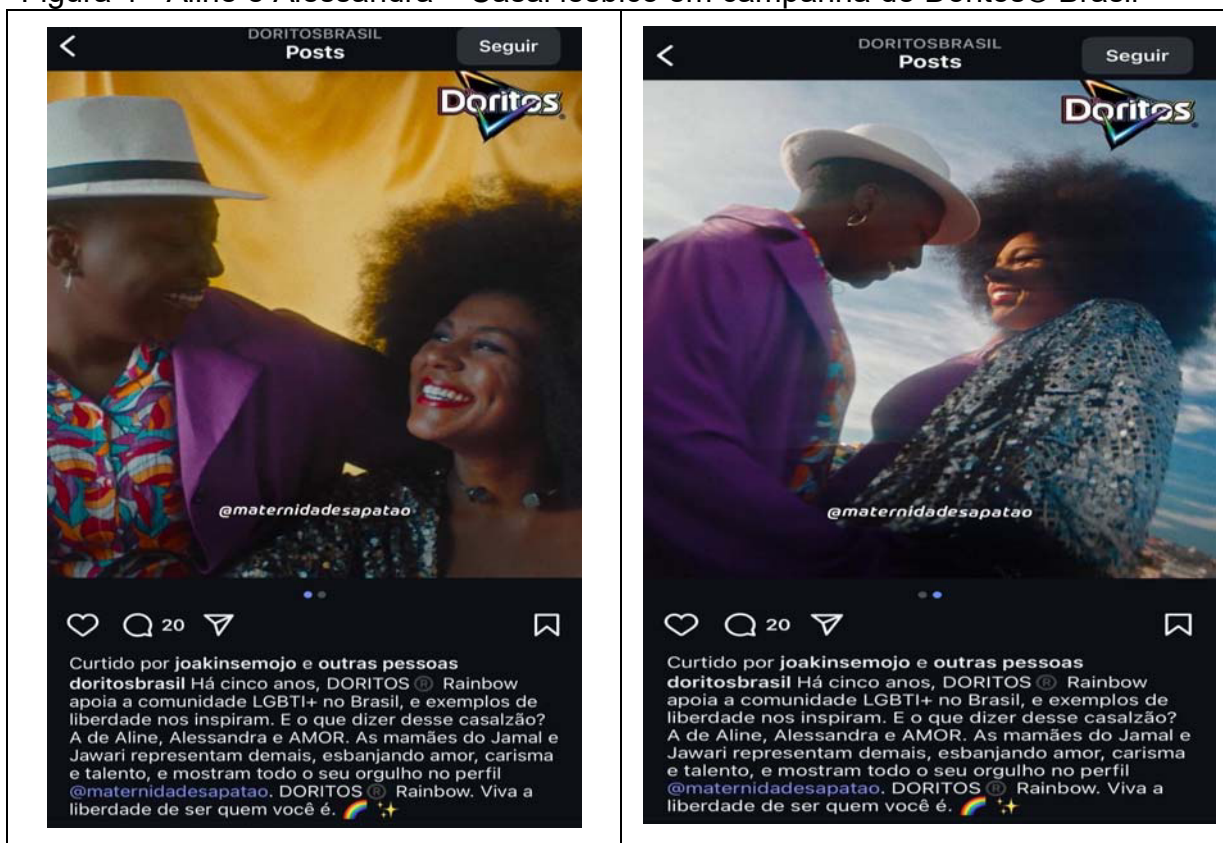 Figura 4 - Aline e Alessandra – Casal lésbico em campanha do Doritos® Brasil
DORITOSBRASIL
Posts
Seguir
Doritos
@maternidadesapatao
20
Curtido por joakinsemojo e outras pessoas
doritosbrasil Há cinco anos, DORITOS ® Rainbow
apoia a comunidade LGBTI+ no Brasil, e exemplos de
liberdade nos inspiram. E o que dizer desse casalzão?
A de Aline, Alessandra e AMOR. As mamães do Jamal e
Jawari representam demais, esbanjando amor, carisma
e talento, e mostram todo o seu orgulho no perfil
@maternidadesapatao. DORITOS ® Rainbow. Viva a
liberdade de ser quem você é. 🌈 ✨
DORITOSBRASIL
Posts
Seguir
Doritos
@maternidadesapatao
20
Curtido por joakinsemojo e outras pessoas
doritosbrasil Há cinco anos, DORITOS ® Rainbow
apoia a comunidade LGBTI+ no Brasil, e exemplos de
liberdade nos inspiram. E o que dizer desse casalzão?
A de Aline, Alessandra e AMOR. As mamães do Jamal e
Jawari representam demais, esbanjando amor, carisma
e talento, e mostram todo o seu orgulho no perfil
@maternidadesapatao. DORITOS ® Rainbow. Viva a
liberdade de ser quem você é. 🌈 ✨